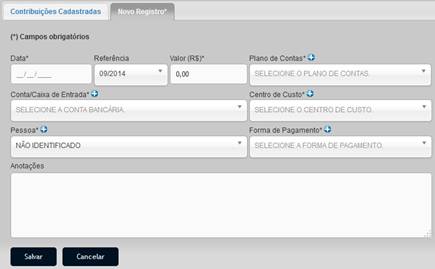 Contribuições Cadastradas Novo Registro*
(*) Campos obrigatórios
Data* Referência Valor (R$)* Plano de Contas*
__/__/____ 09/2014 0,00 SELECIONE O PLANO DE CONTAS.
Conta/Caixa de Entrada* Centro de Custo*
SELECIONE A CONTA BANCÁRIA. SELECIONE O CENTRO DE CUSTO.
Pessoa* Forma de Pagamento*
NÃO IDENTIFICADO SELECIONE A FORMA DE PAGAMENTO.
Anotações
Salvar Cancelar